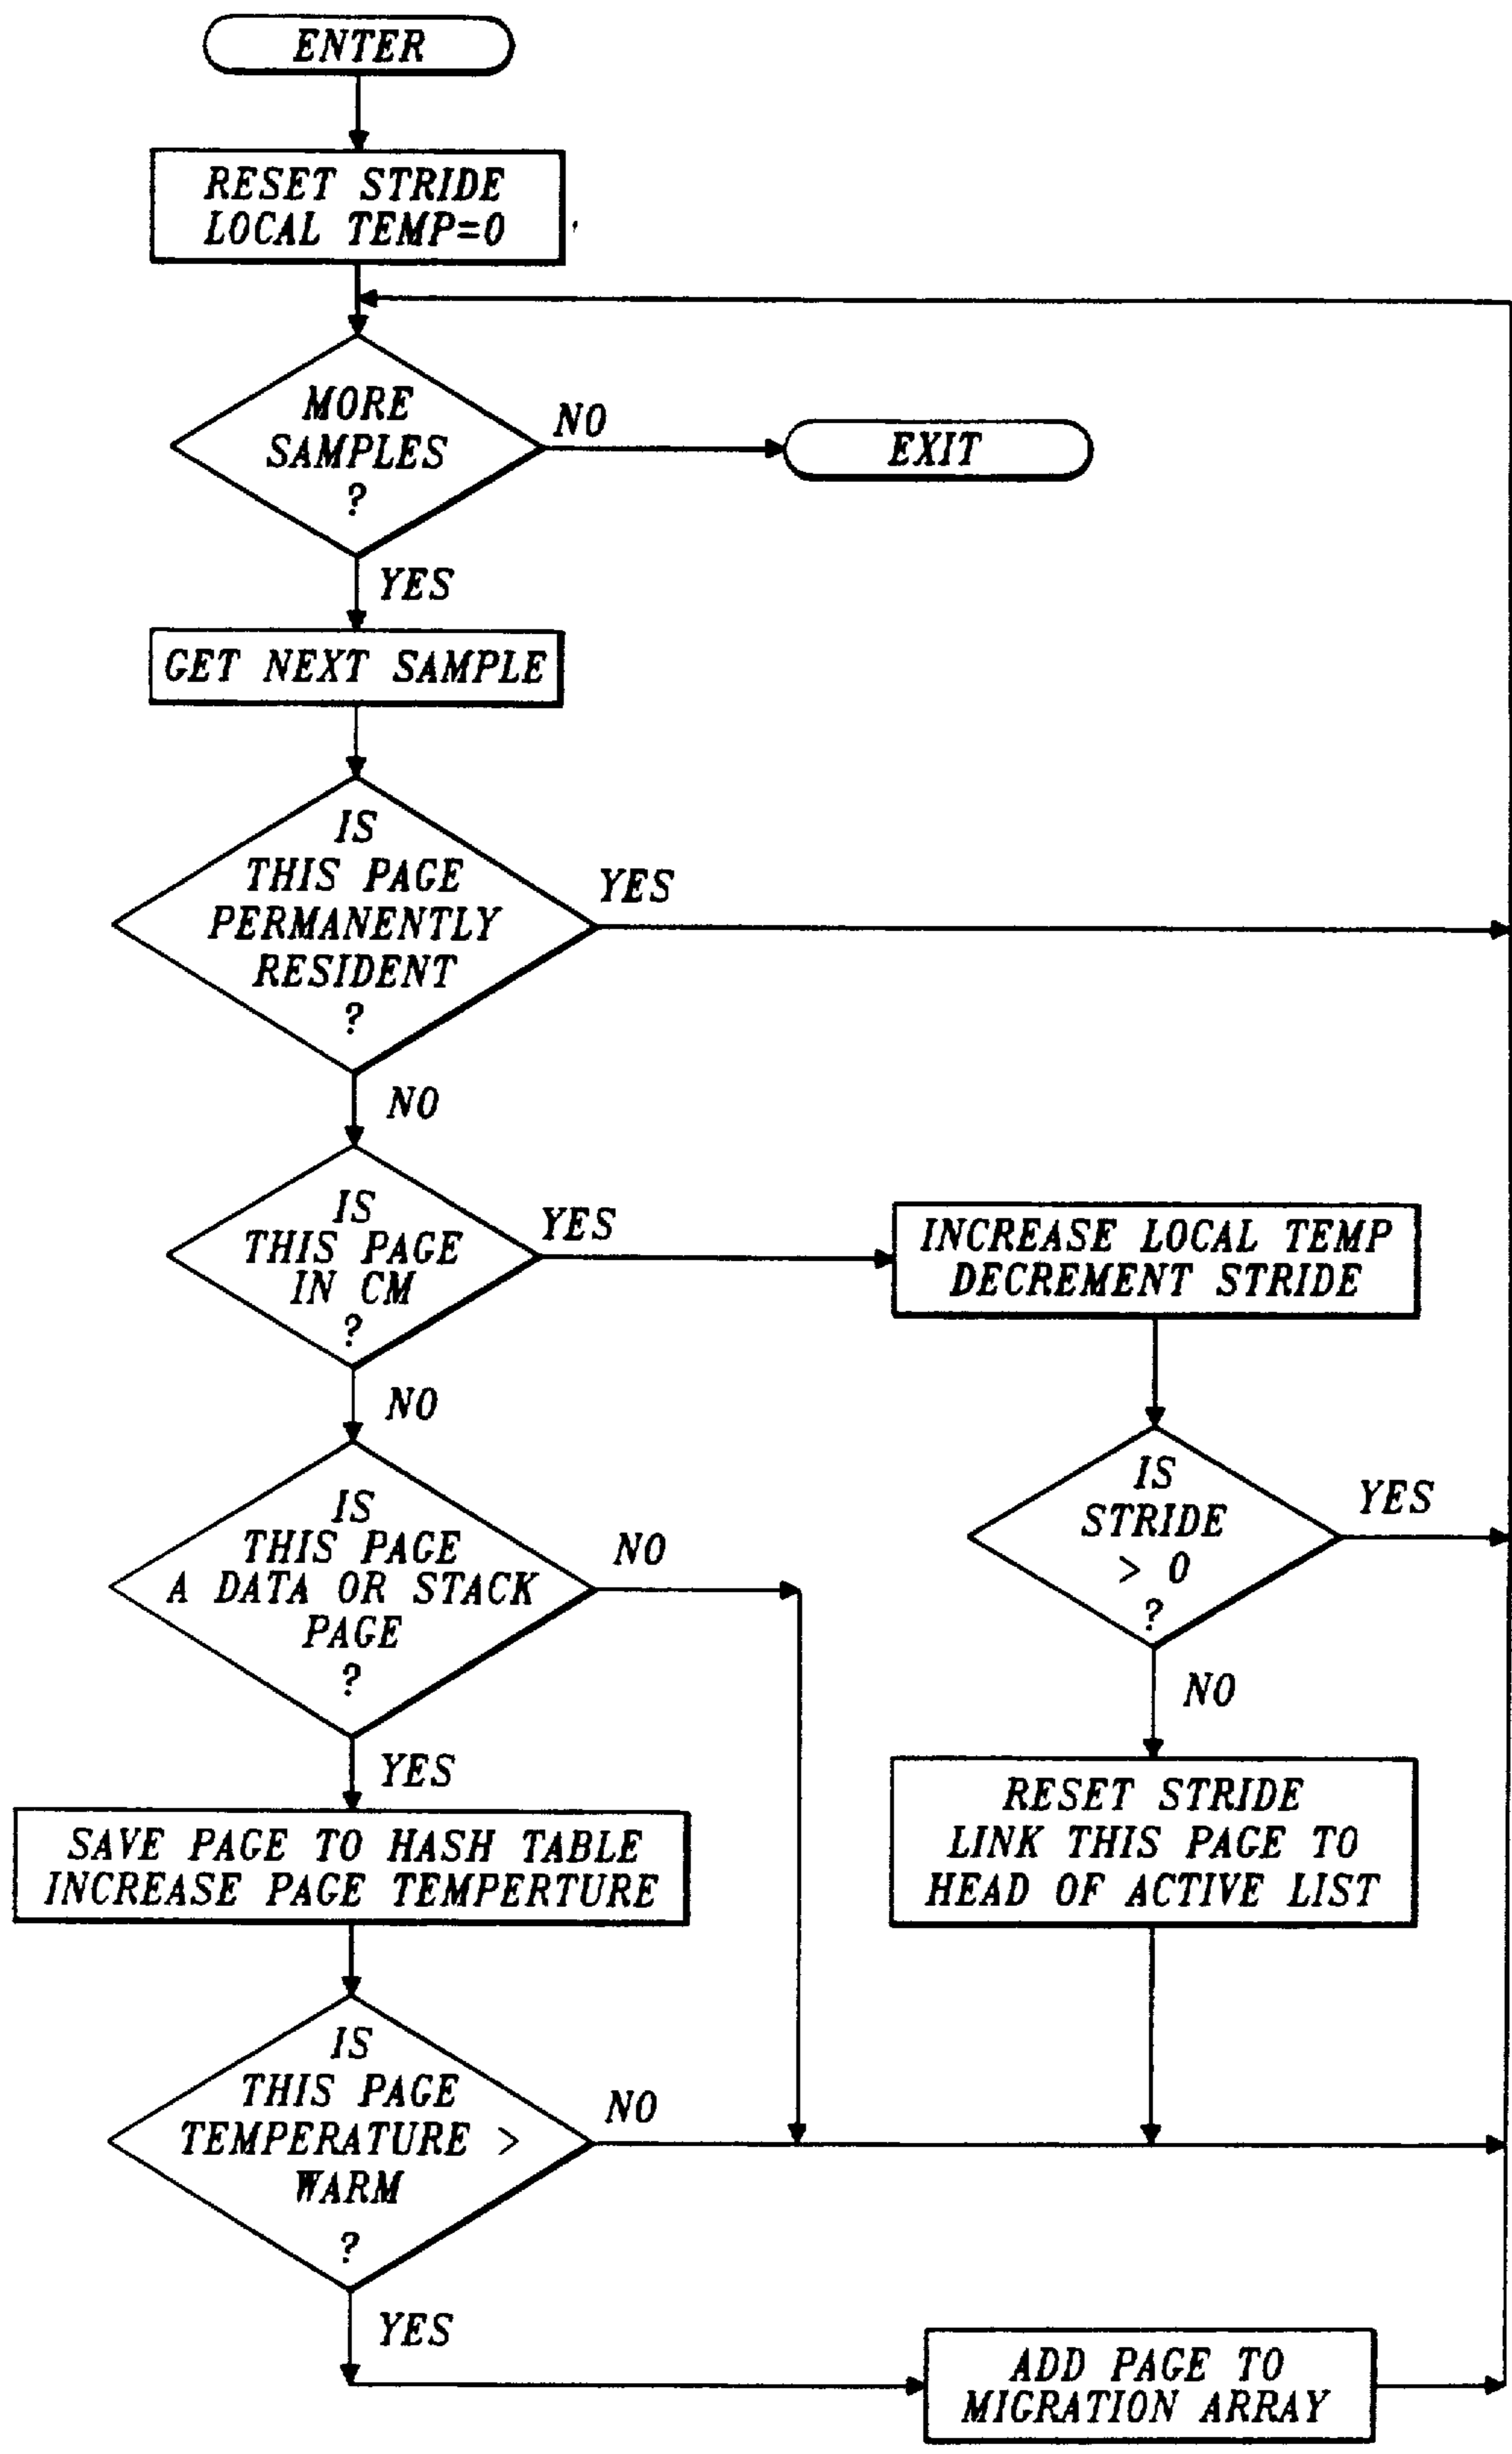 ENTER
RESET STRIDE
LOCAL TEMP=0
MORE
SAMPLES
?
NO
EXIT
YES
GET NEXT SAMPLE
IS
THIS PAGE
PERMANENTLY
RESIDENT
?
YES
NO
IS
THIS PAGE
IN CM
?
YES
INCREASE LOCAL TEMP
DECREMENT STRIDE
NO
IS
STRIDE
> 0
?
YES
NO
RESET STRIDE
LINK THIS PAGE TO
HEAD OF ACTIVE LIST
IS
THIS PAGE
A DATA OR STACK
PAGE
?
NO
YES
SAVE PAGE TO HASH TABLE
INCREASE PAGE TEMPERTURE
IS
THIS PAGE
TEMPERATURE >
WARM
?
NO
YES
ADD PAGE TO
MIGRATION ARRAY